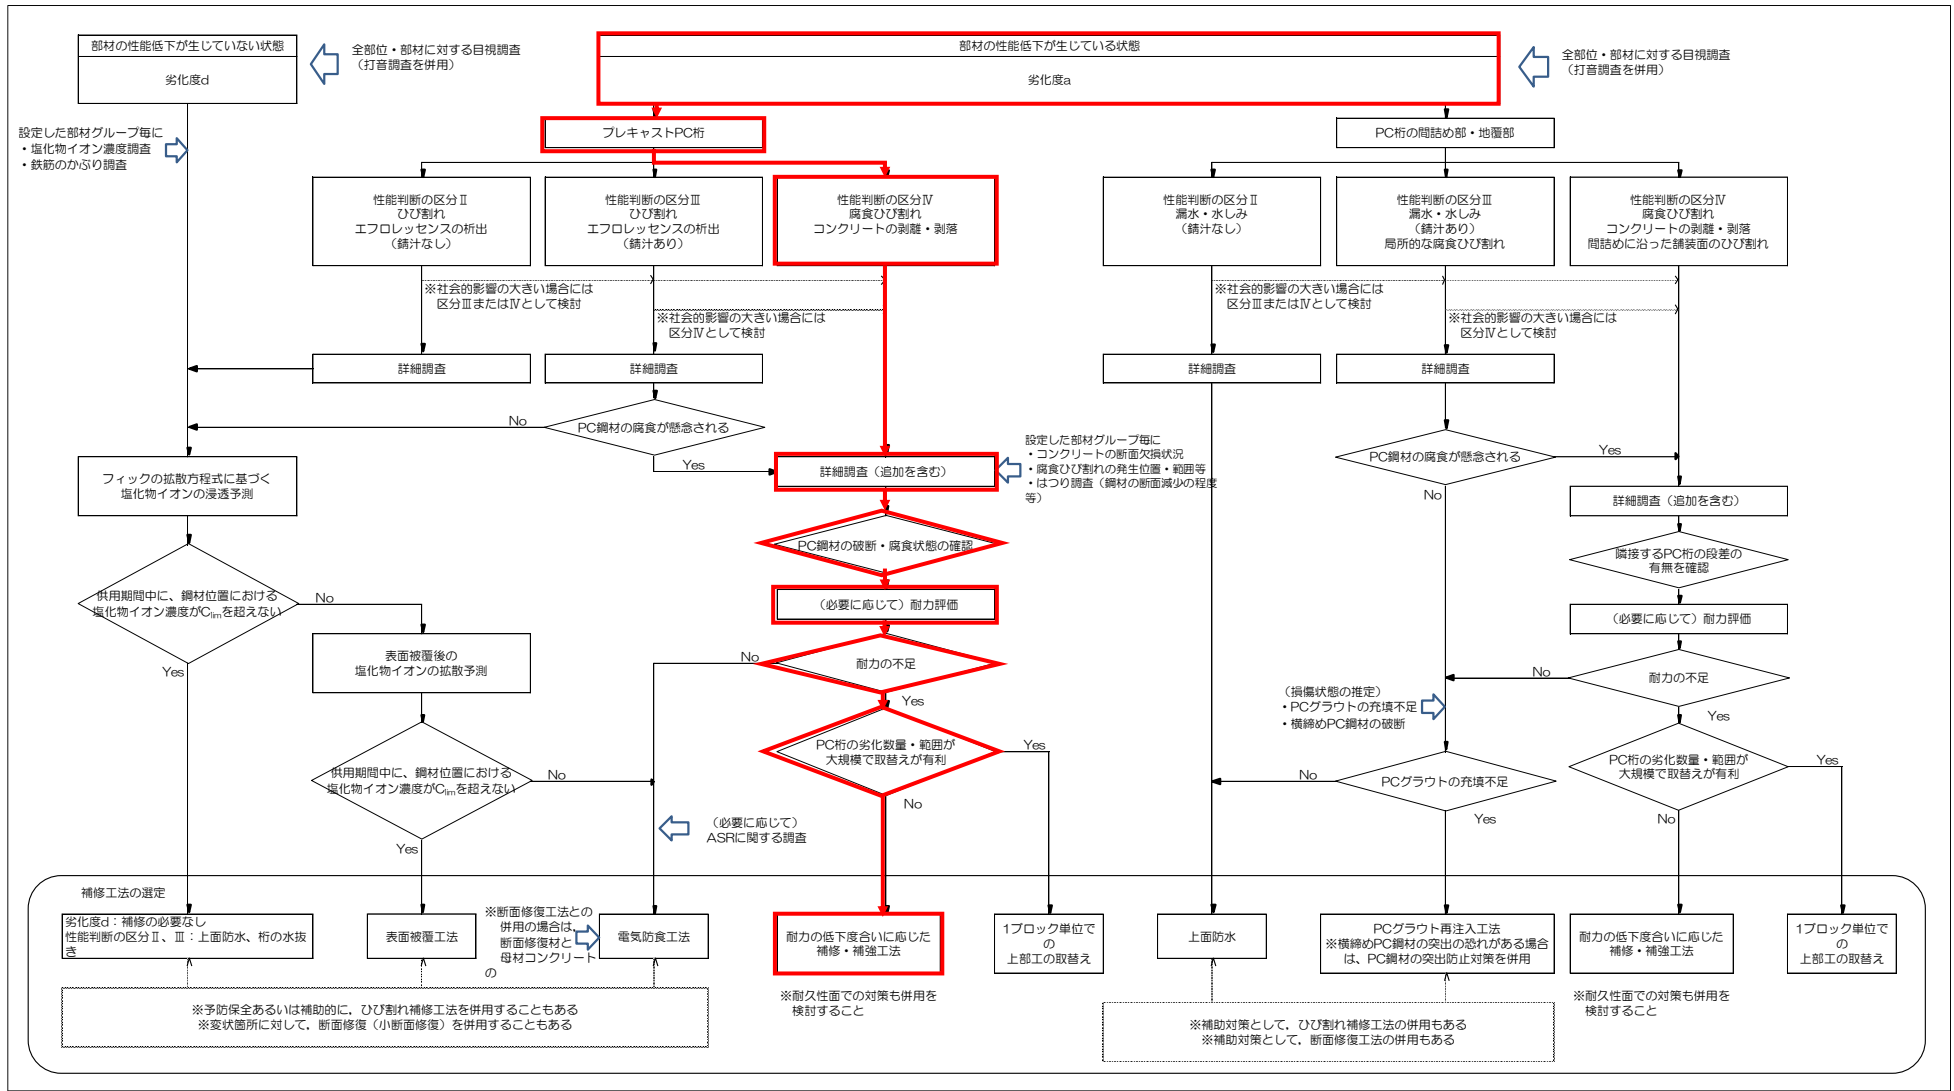 部材の性能低下が生じていない状態
劣化度d
全部位・部材に対する目視調査
（打音調査を併用）
部材の性能低下が生じている状態
劣化度a
全部位・部材に対する目視調査
（打音調査を併用）
設定した部材グループ毎に
・塩化物イオン濃度調査
・鉄筋のかぶり調査
プレキャストPC桁
PC桁の間詰め部・地覆部
性能判断の区分Ⅱ
ひび割れ
エフロレッセンスの析出
（錆汁なし）
性能判断の区分Ⅲ
ひび割れ
エフロレッセンスの析出
（錆汁あり）
性能判断の区分Ⅳ
腐食ひび割れ
コンクリートの剥離・剥落
性能判断の区分Ⅱ
漏水・水しみ
（錆汁なし）
性能判断の区分Ⅲ
漏水・水しみ
（錆汁あり）
局所的な腐食ひび割れ
性能判断の区分Ⅳ
腐食ひび割れ
コンクリートの剥離・剥落
間詰めに沿った舗装面のひび割れ
※社会的影響の大きい場合には
区分ⅢまたはⅣとして検討
※社会的影響の大きい場合には
区分Ⅳとして検討
※社会的影響の大きい場合には
区分ⅢまたはⅣとして検討
※社会的影響の大きい場合には
区分Ⅳとして検討
詳細調査
詳細調査
詳細調査
詳細調査
PC鋼材の腐食が懸念される
No
Yes
詳細調査（追加を含む）
設定した部材グループ毎に
・コンクリートの断面欠損状況
・腐食ひび割れの発生位置・範囲等
・はつり調査（鋼材の断面減少の程度
等）
PC鋼材の腐食が懸念される
Yes
No
フィックの拡散方程式に基づく
塩化物イオンの浸透予測
詳細調査（追加を含む）
PC鋼材の破断・腐食状態の確認
隣接するPC桁の段差の
有無を確認
供用期間中に、鋼材位置における
塩化物イオン濃度がClimを超えない
No
Yes
（必要に応じて）耐力評価
（必要に応じて）耐力評価
表面被覆後の
塩化物イオンの拡散予測
耐力の不足
No
Yes
耐力の不足
No
Yes
（損傷状態の推定）
・PCグラウトの充填不足
・横締めPC鋼材の破断
PC桁の劣化数量・範囲が
大規模で取替えが有利
Yes
No
供用期間中に、鋼材位置における
塩化物イオン濃度がClimを超えない
No
Yes
PCグラウトの充填不足
No
Yes
PC桁の劣化数量・範囲が
大規模で取替えが有利
Yes
No
（必要に応じて）
ASRに関する調査
補修工法の選定
劣化度d：補修の必要なし
性能判断の区分Ⅱ、Ⅲ：上面防水、桁の水抜
き
表面被覆工法
※断面修復工法との
併用の場合は、
断面修復材と
母材コンクリート
の
電気防食工法
耐力の低下度合いに応じた
補修・補強工法
1ブロック単位で
の
上部工の取替え
上面防水
PCグラウト再注入工法
※横締めPC鋼材の突出の恐れがある場合
は、PC鋼材の突出防止対策を併用
耐力の低下度合いに応じた
補修・補強工法
1ブロック単位で
の
上部工の取替え
※予防保全あるいは補助的に、ひび割れ補修工法を併用することもある
※変状箇所に対して、断面修復（小断面修復）を併用することもある
※耐久性面での対策も併用を
検討すること
※補助対策として、ひび割れ補修工法の併用もある
※補助対策として、断面修復工法の併用もある
※耐久性面での対策も併用を
検討すること